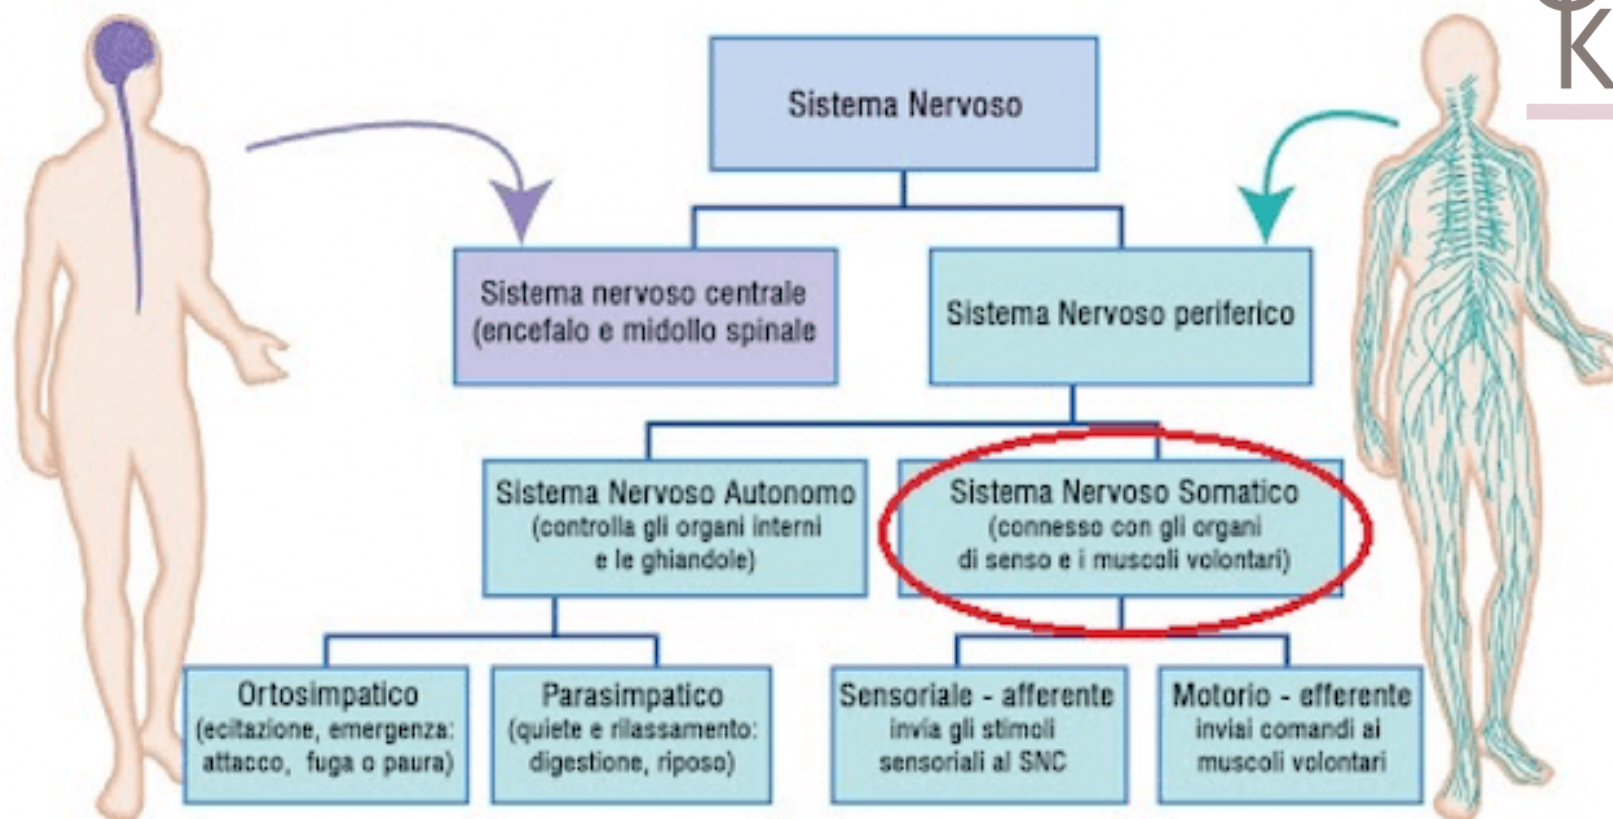 K
Sistema Nervoso
Sistema nervoso centrale
(encefalo e midollo spinale
Sistema Nervoso periferico
Sistema Nervoso Autonomo
(controlla gli organi interni
e le ghiandole)
Sistema Nervoso Somatico
(connesso con gli organi
di senso e i muscoli volontari)
Ortosimpatico
(ecitazione, emergenza:
attacco, fuga o paura)
Parasimpatico
(quiete e rilassamento:
digestione, riposo)
Sensoriale - afferente
invia gli stimoli
sensoriali al SNC
Motorio - efferente
inviai comandi ai
muscoli volontari